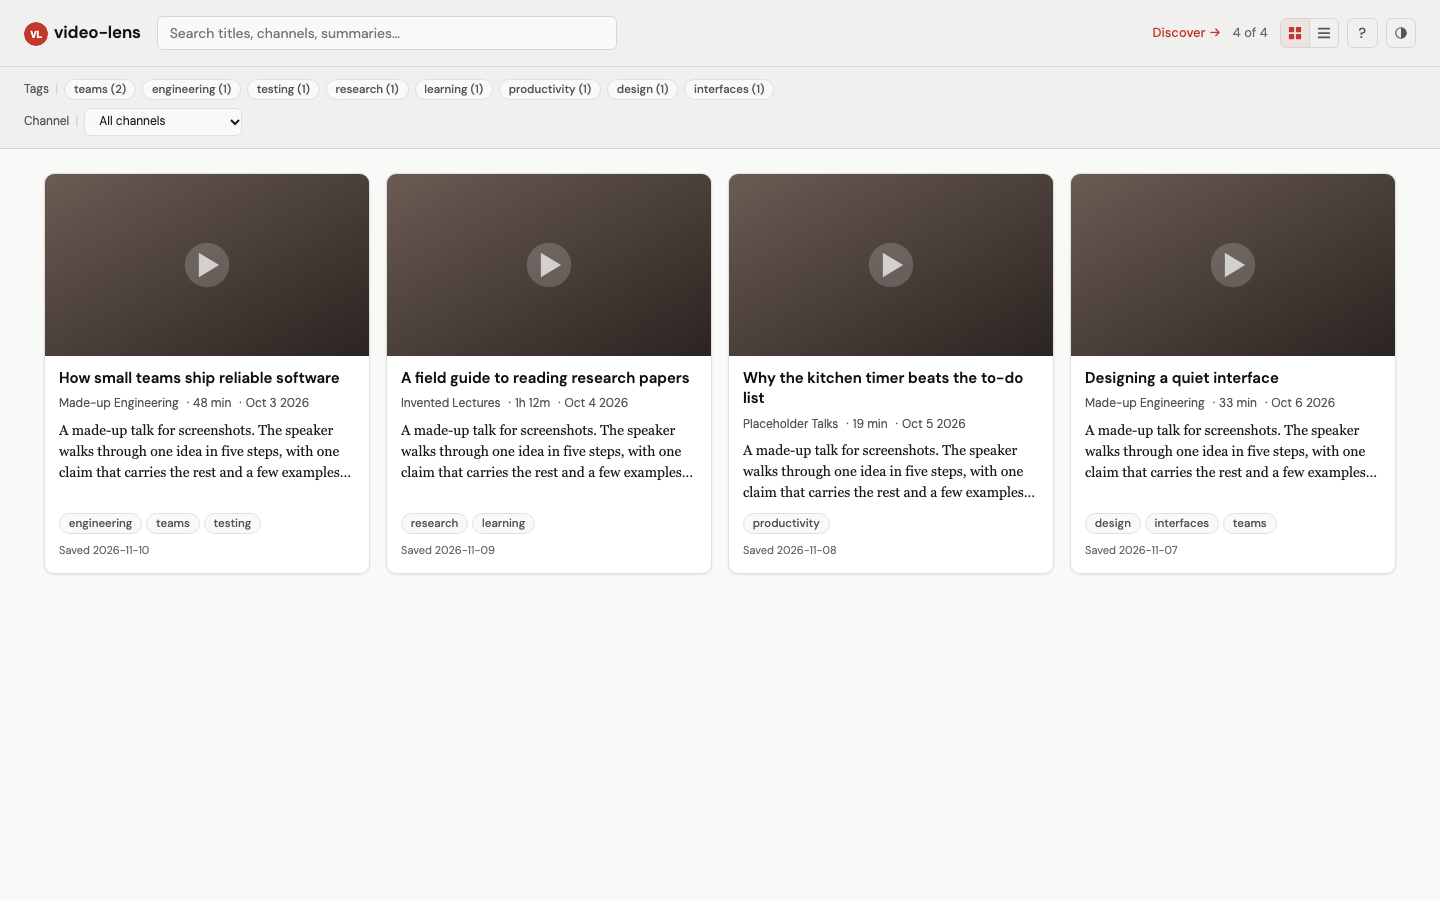 VL video-lens
Search titles, channels, summaries...
Discover → 4 of 4
?
Tags | teams (2) engineering (1) testing (1) research (1) learning (1) productivity (1) design (1) interfaces (1)
Channel | All channels
How small teams ship reliable software
Made-up Engineering · 48 min · Oct 3 2026
A made-up talk for screenshots. The speaker
walks through one idea in five steps, with one
claim that carries the rest and a few examples...
engineering teams testing
Saved 2026-11-10
A field guide to reading research papers
Invented Lectures · 1h 12m · Oct 4 2026
A made-up talk for screenshots. The speaker
walks through one idea in five steps, with one
claim that carries the rest and a few examples...
research learning
Saved 2026-11-09
Why the kitchen timer beats the to-do
list
Placeholder Talks · 19 min · Oct 5 2026
A made-up talk for screenshots. The speaker
walks through one idea in five steps, with one
claim that carries the rest and a few examples...
productivity
Saved 2026-11-08
Designing a quiet interface
Made-up Engineering · 33 min · Oct 6 2026
A made-up talk for screenshots. The speaker
walks through one idea in five steps, with one
claim that carries the rest and a few examples...
design interfaces teams
Saved 2026-11-07